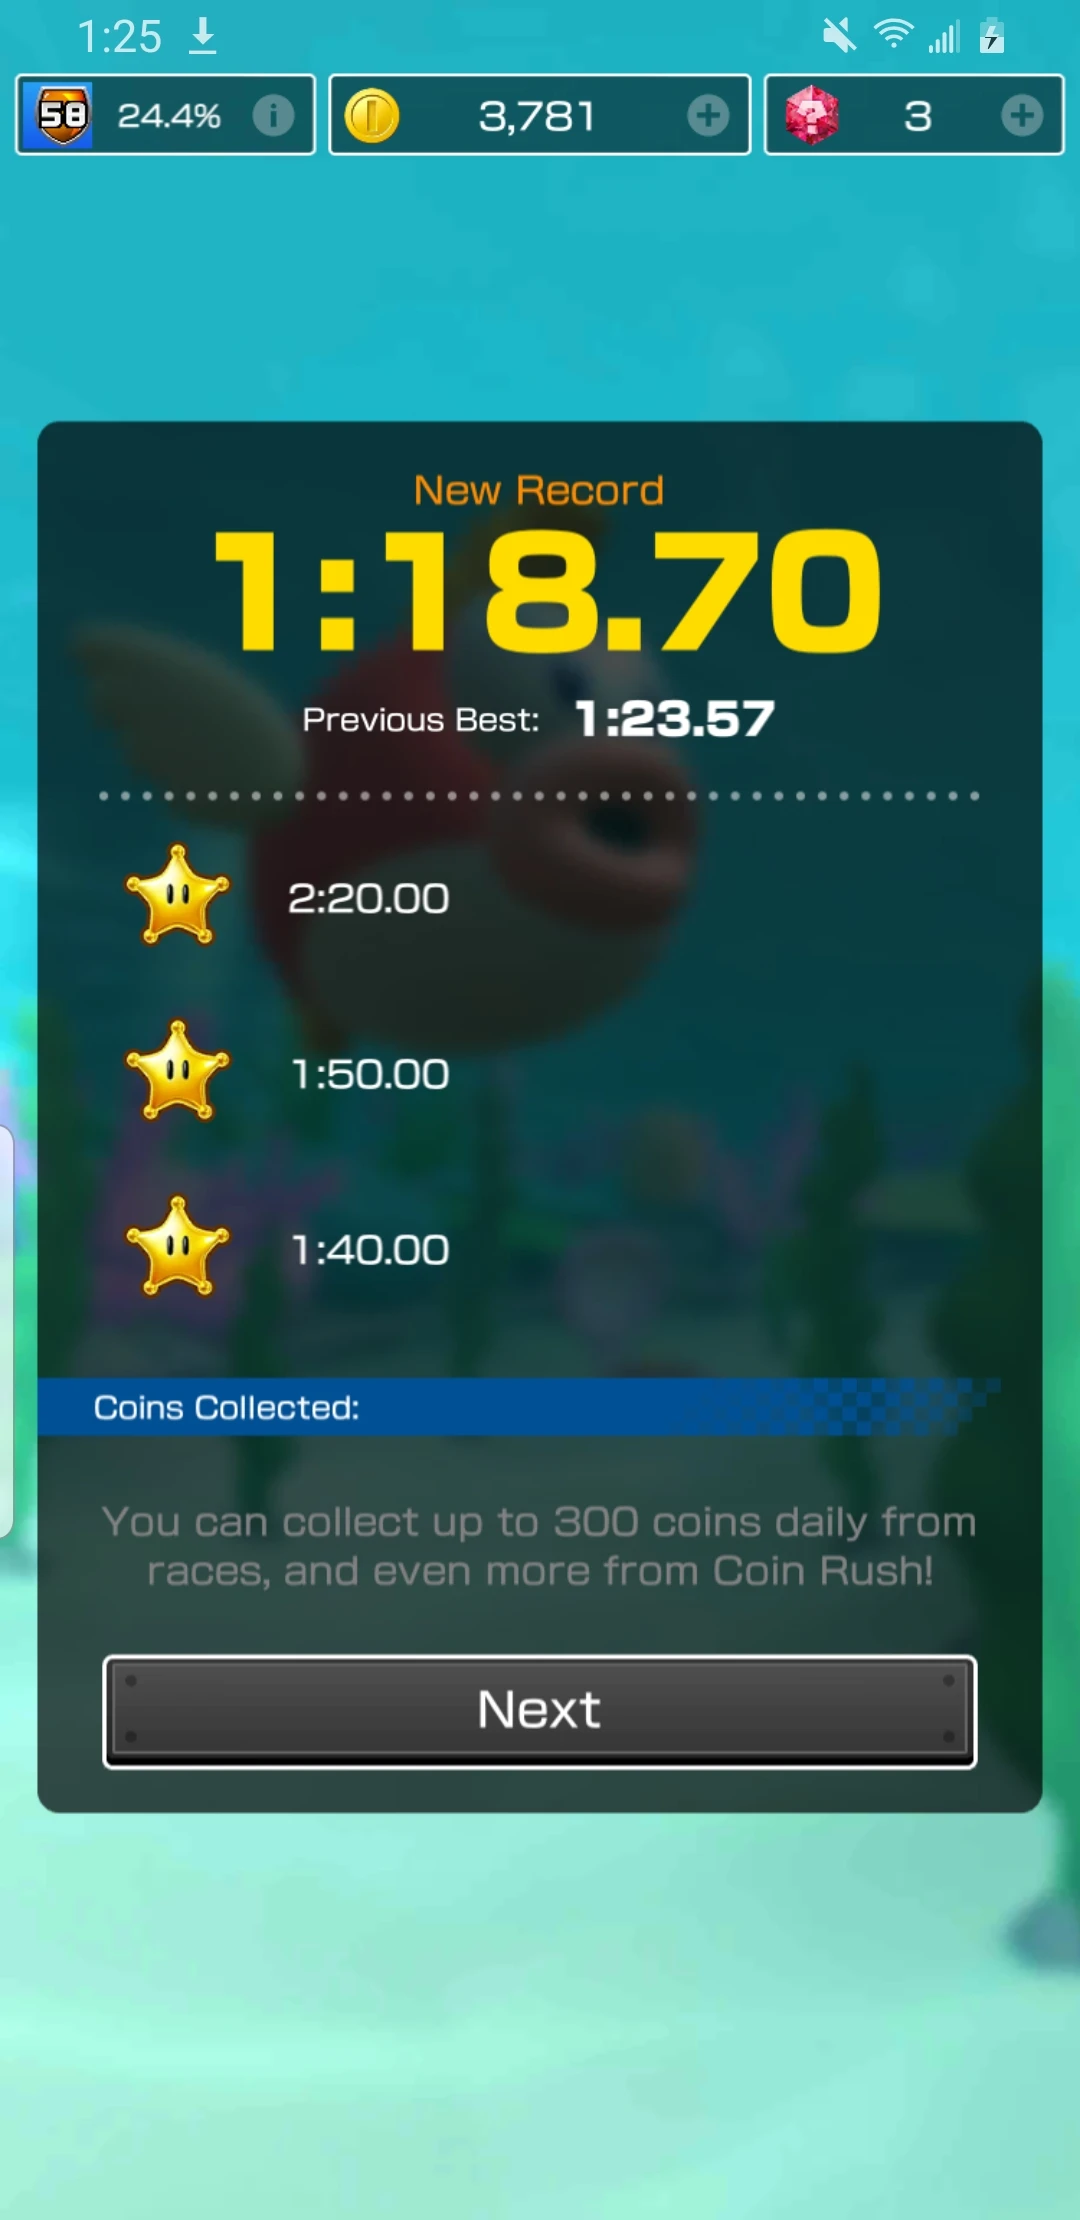 1:25
58 24.4% i 3,781 + ? 3 +
New Record
1:18.70
Previous Best: 1:23.57
2:20.00
1:50.00
1:40.00
Coins Collected:
You can collect up to 300 coins daily from
races, and even more from Coin Rush!
Next